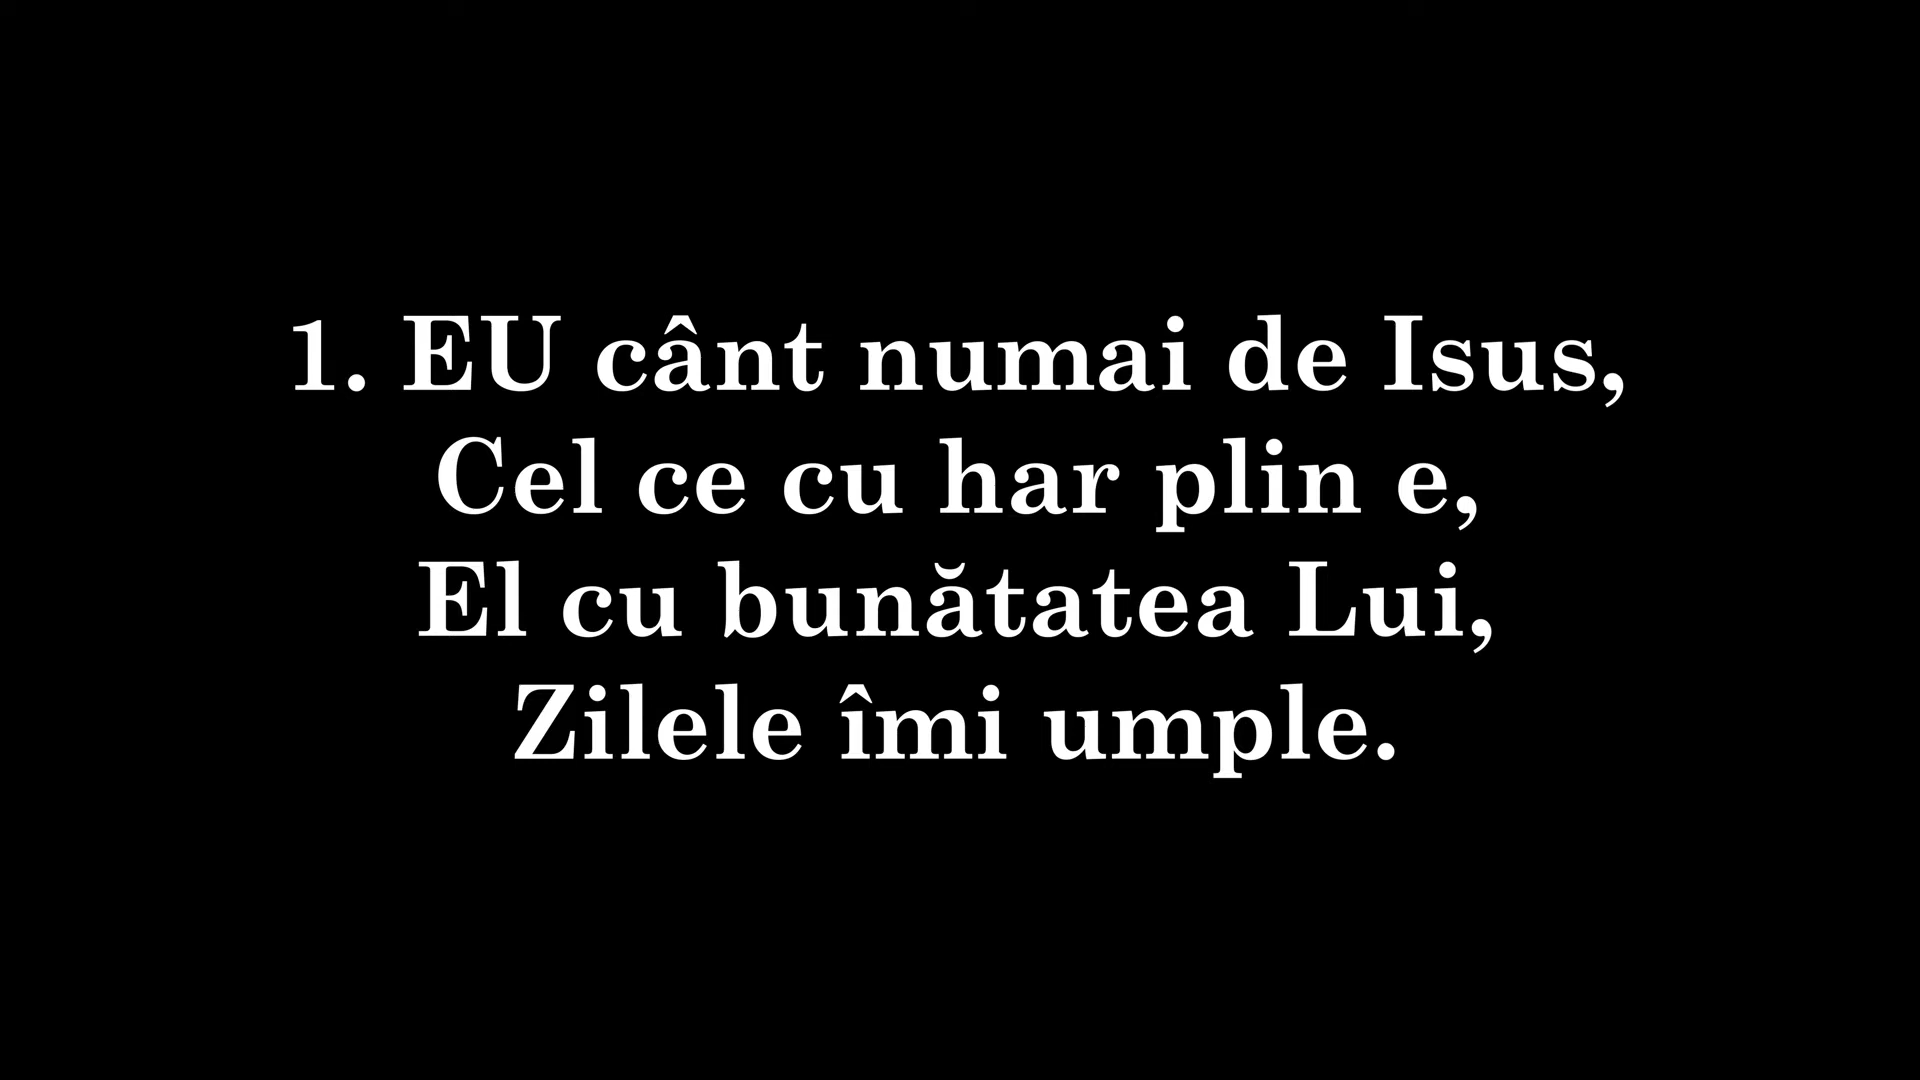 1. EU cânt numai de Isus,
Cel ce cu har plin e,
El cu bunătatea Lui,
Zilele îmi umple.